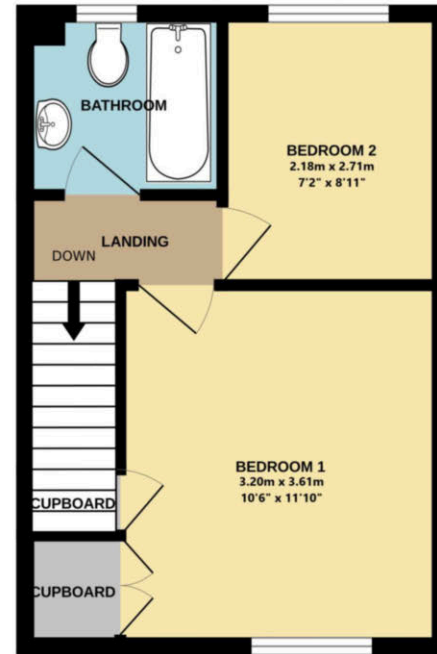 BATHROOM
BEDROOM 2
2.18m x 2.71m
7'2" x 8'11"
LANDING
DOWN
BEDROOM 1
3.20m x 3.61m
10'6" x 11'10"
CUPBOARD
CUPBOARD